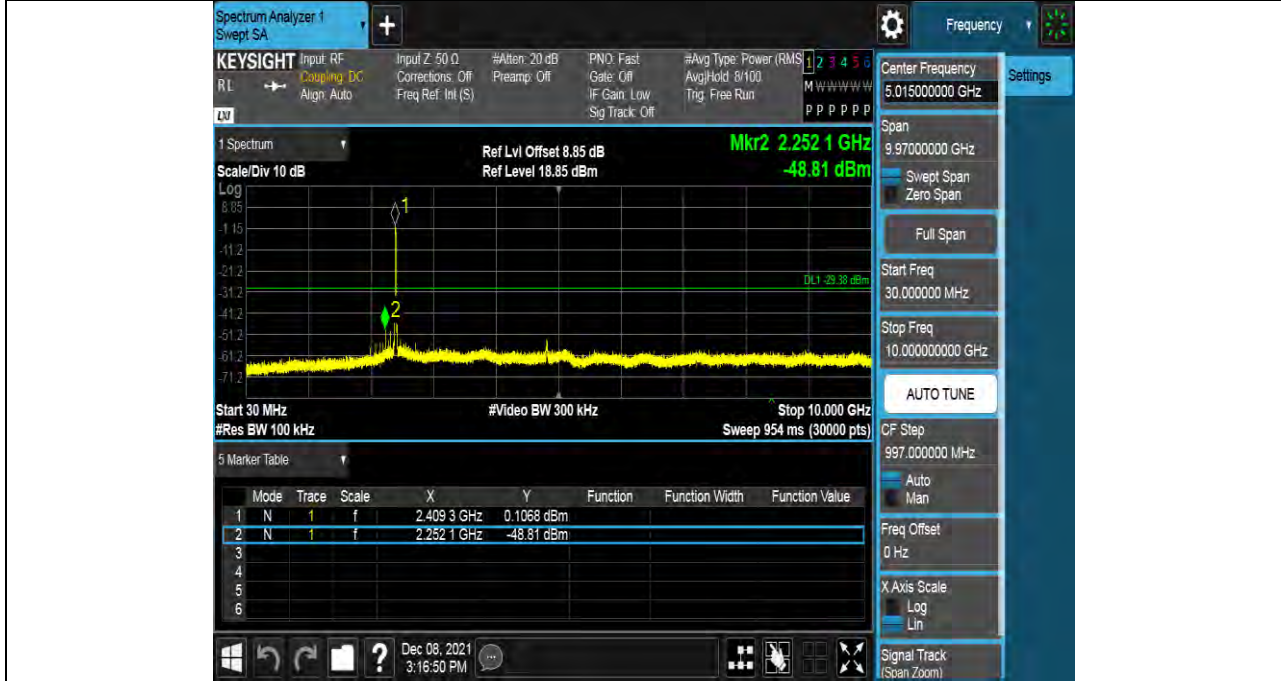 Spectrum Analyzer 1
Swept SA
Frequency
KEYSIGHT
RL
LXI
Input: RF
Coupling: DC
Align: Auto
Input Z: 50 Ω
Corrections: Off
Freq Ref: Int (S)
#Atten: 20 dB
Preamp: Off
PNO: Fast
Gate: Off
IF Gain: Low
Sig Track: Off
#Avg Type: Power (RMS
Avg|Hold: 8/100
Trig: Free Run
1 2 3 4 5 6
M W W W W W
P P P P P P
1 Spectrum
Scale/Div 10 dB
Ref Lvl Offset 8.85 dB
Ref Level 18.85 dBm
Mkr2 2.252 1 GHz
-48.81 dBm
Log
8.85
-1.15
-11.2
-21.2
-31.2
-41.2
-51.2
-61.2
-71.2
1
2
DL1 -29.38 dBm
Start 30 MHz
#Video BW 300 kHz
Stop 10.000 GHz
#Res BW 100 kHz
Sweep 954 ms (30000 pts)
5 Marker Table
Mode Trace Scale X Y Function Function Width Function Value
1 N 1 f 2.409 3 GHz 0.1068 dBm
2 N 1 f 2.252 1 GHz -48.81 dBm
3
4
5
6
?
Dec 08, 2021
3:16:50 PM
Center Frequency
5.015000000 GHz
Settings
Span
9.97000000 GHz
Swept Span
Zero Span
Full Span
Start Freq
30.000000 MHz
Stop Freq
10.000000000 GHz
AUTO TUNE
CF Step
997.000000 MHz
Auto
Man
Freq Offset
0 Hz
X Axis Scale
Log
Lin
Signal Track
(Span Zoom)